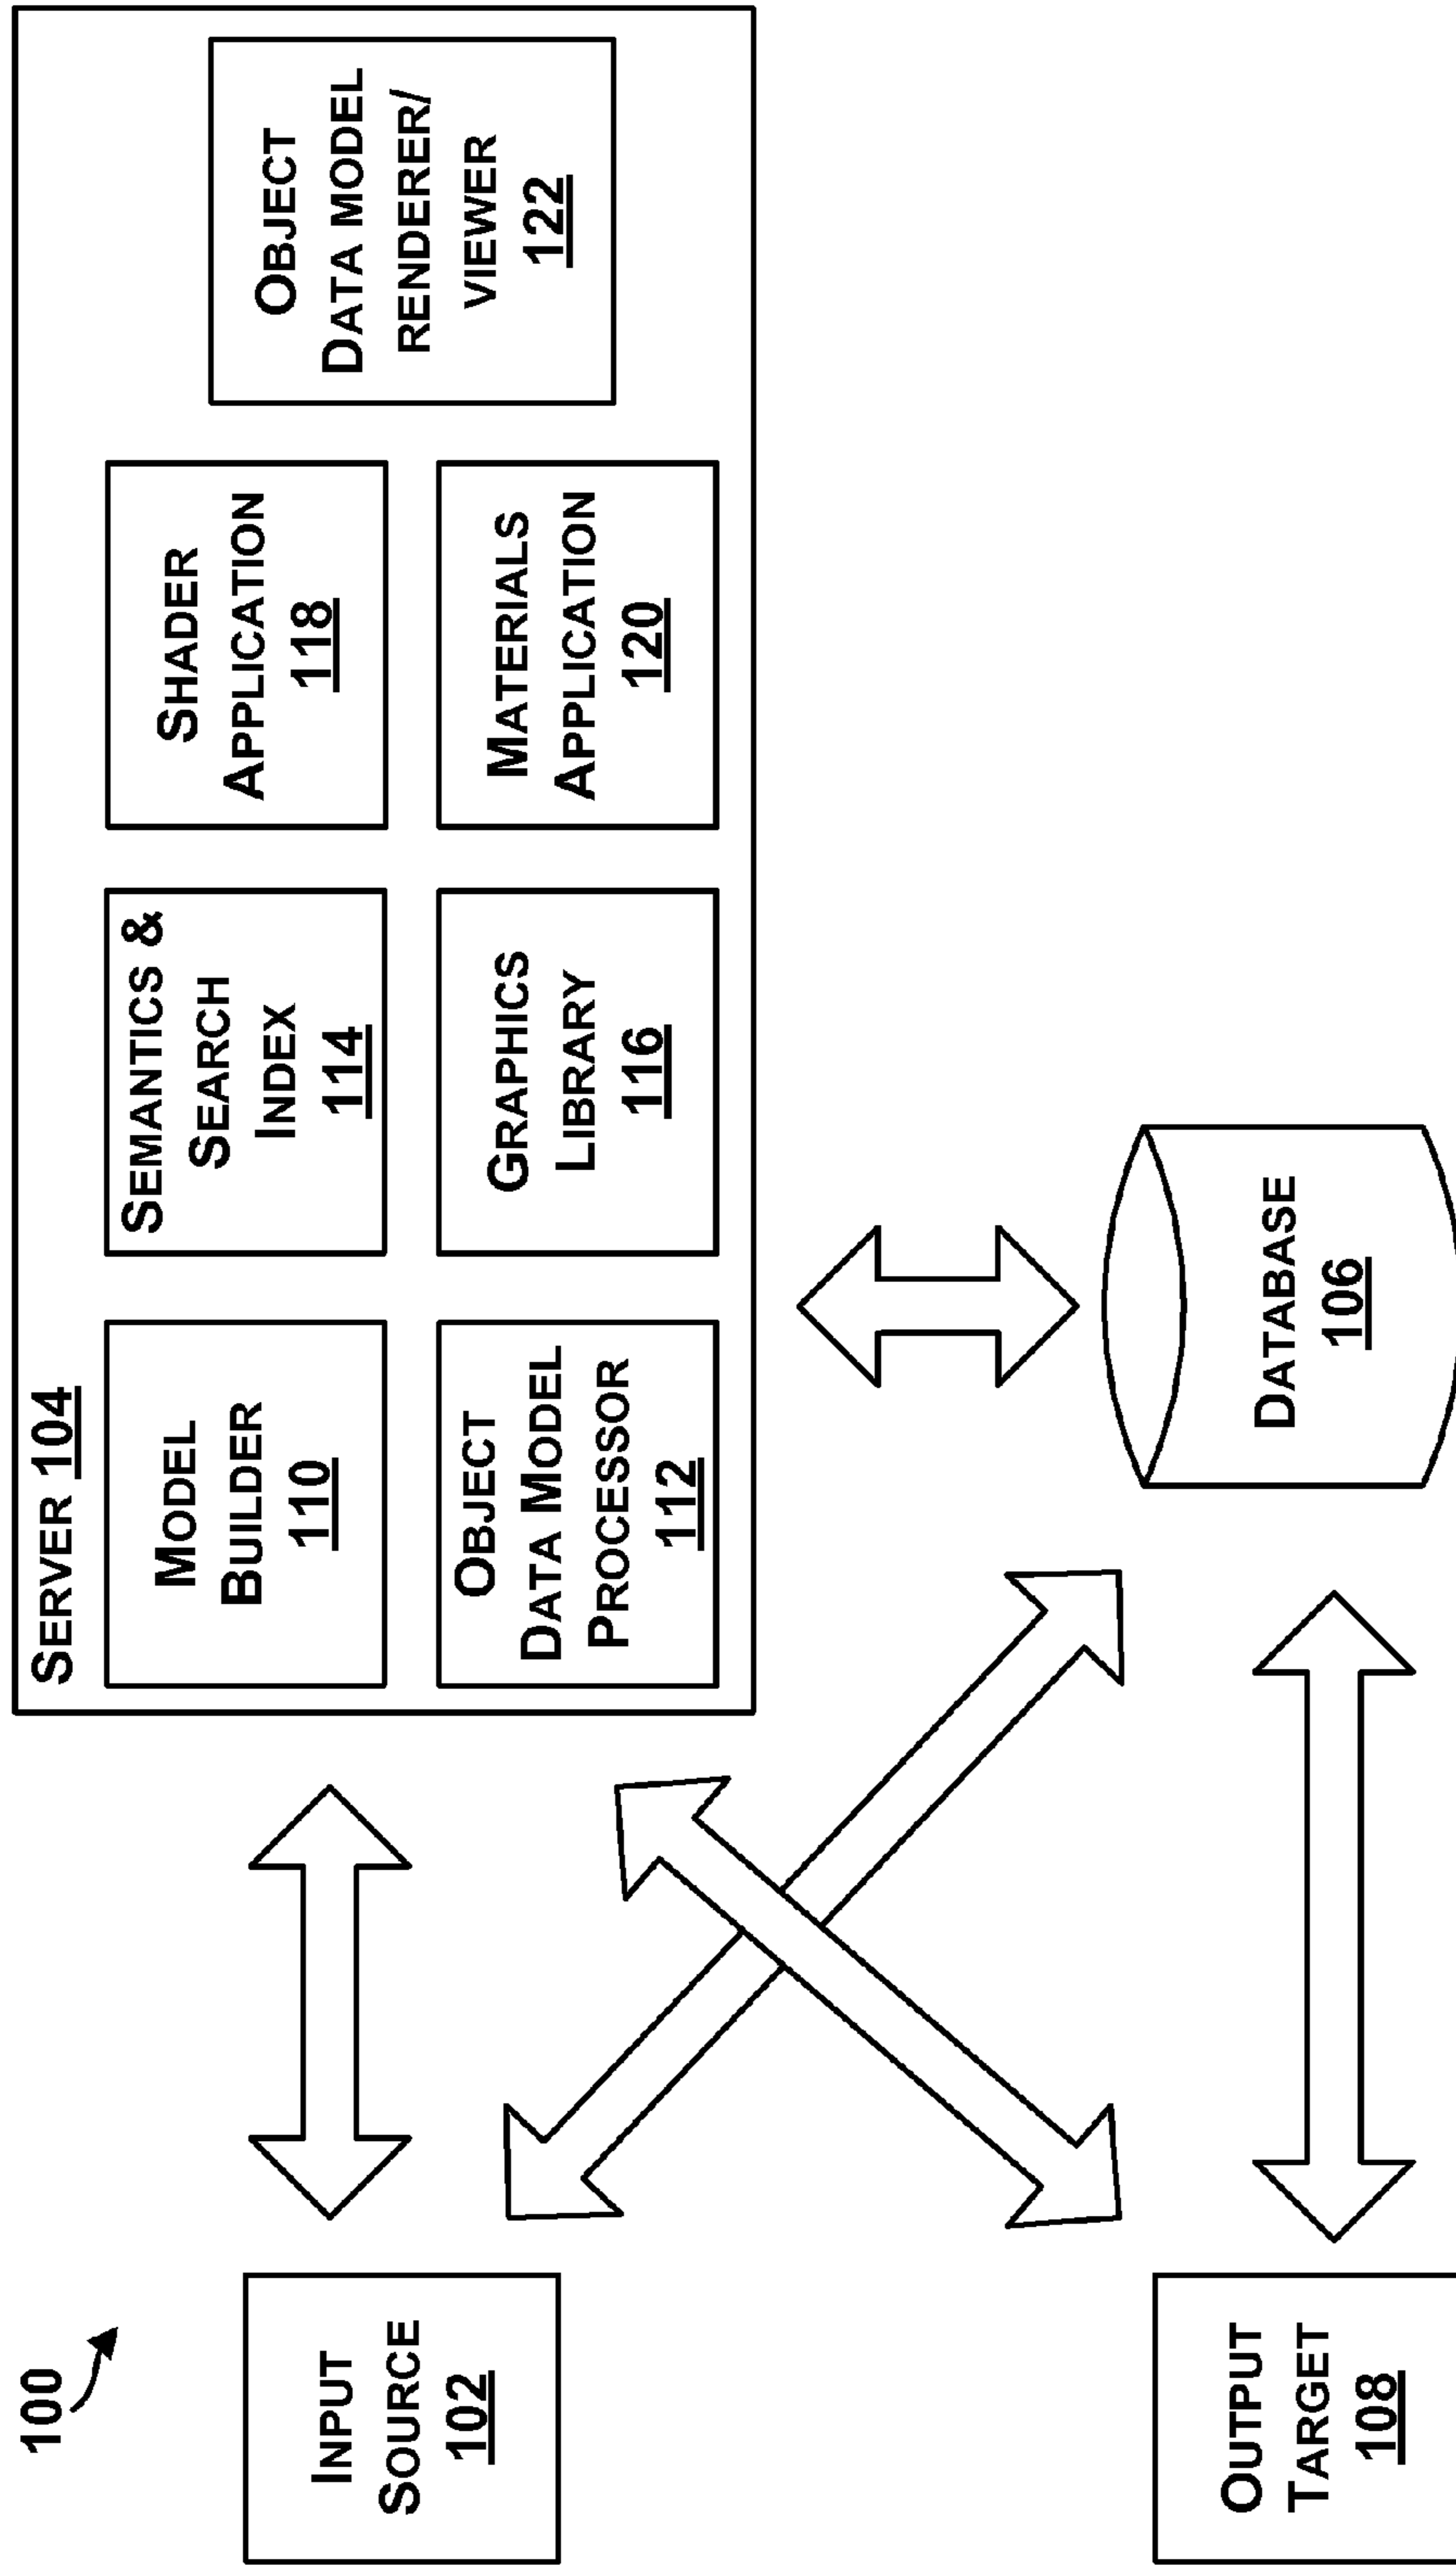 100
INPUT
SOURCE
102
SERVER 104
MODEL
BUILDER
110
SEMANTICS &
SEARCH
INDEX
114
SHADER
APPLICATION
118
OBJECT
DATA MODEL
RENDERER/
VIEWER
122
OBJECT
DATA MODEL
PROCESSOR
112
GRAPHICS
LIBRARY
116
MATERIALS
APPLICATION
120
OUTPUT
TARGET
108
DATABASE
106